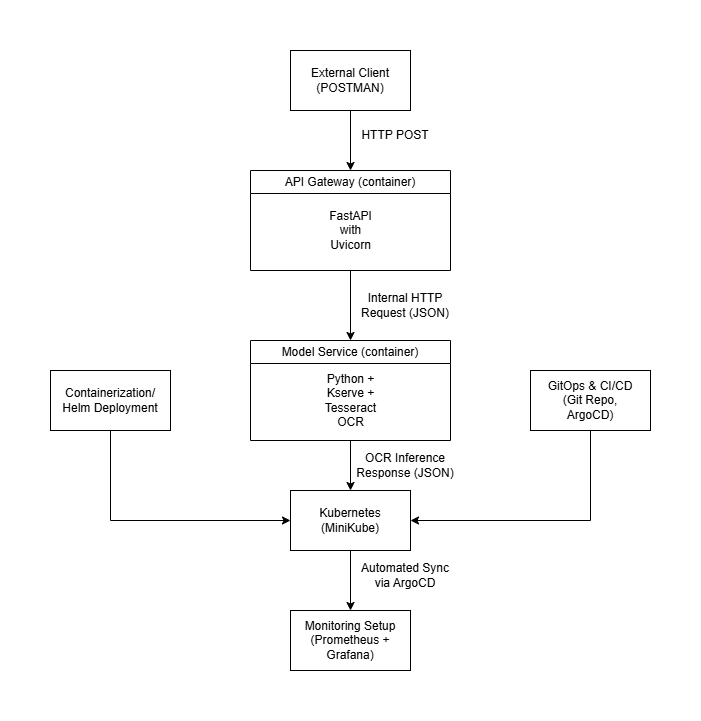 External Client
(POSTMAN)
HTTP POST
API Gateway (container)
FastAPI
with
Uvicorn
Internal HTTP
Request (JSON)
Model Service (container)
Python +
Kserve +
Tesseract
OCR
Containerization/
Helm Deployment
GitOps & CI/CD
(Git Repo,
ArgoCD)
OCR Inference
Response (JSON)
Kubernetes
(MiniKube)
Automated Sync
via ArgoCD
Monitoring Setup
(Prometheus +
Grafana)